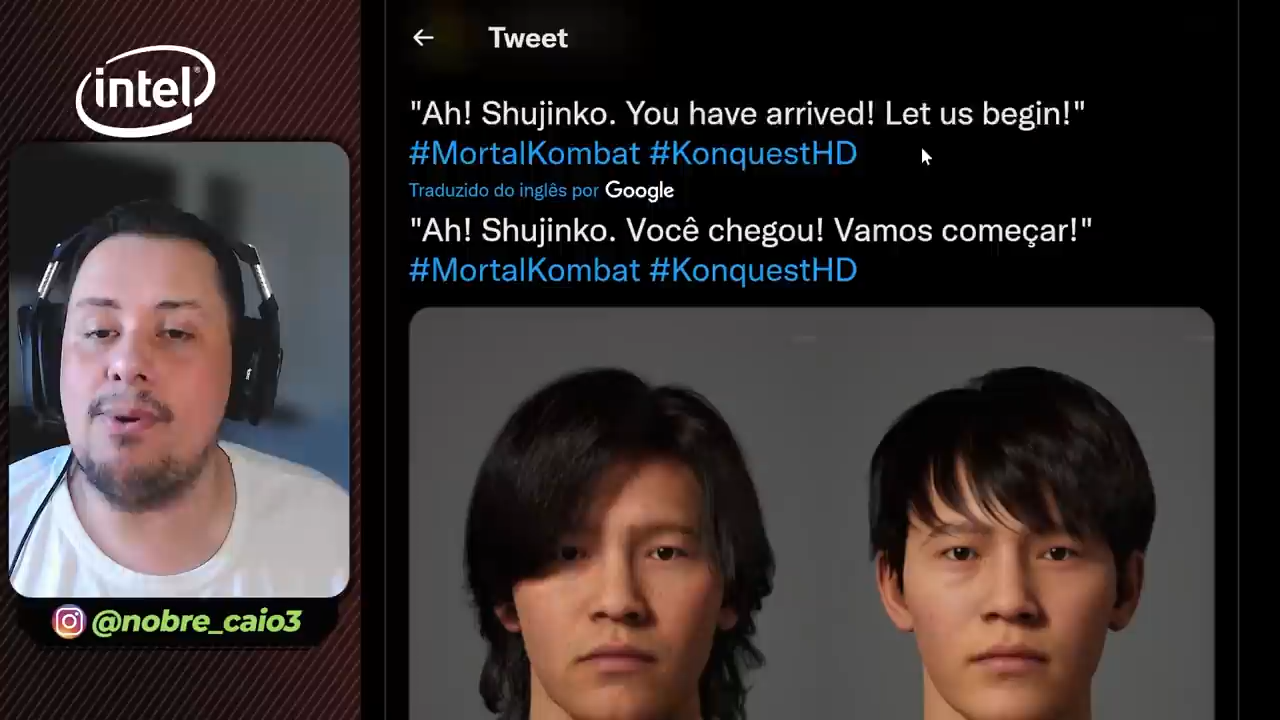 intel
Tweet
"Ah! Shujinko. You have arrived! Let us begin!"
#MortalKombat #KonquestHD
Traduzido do inglês por Google
"Ah! Shujinko. Você chegou! Vamos começar!"
#MortalKombat #KonquestHD
@nobre_caio3